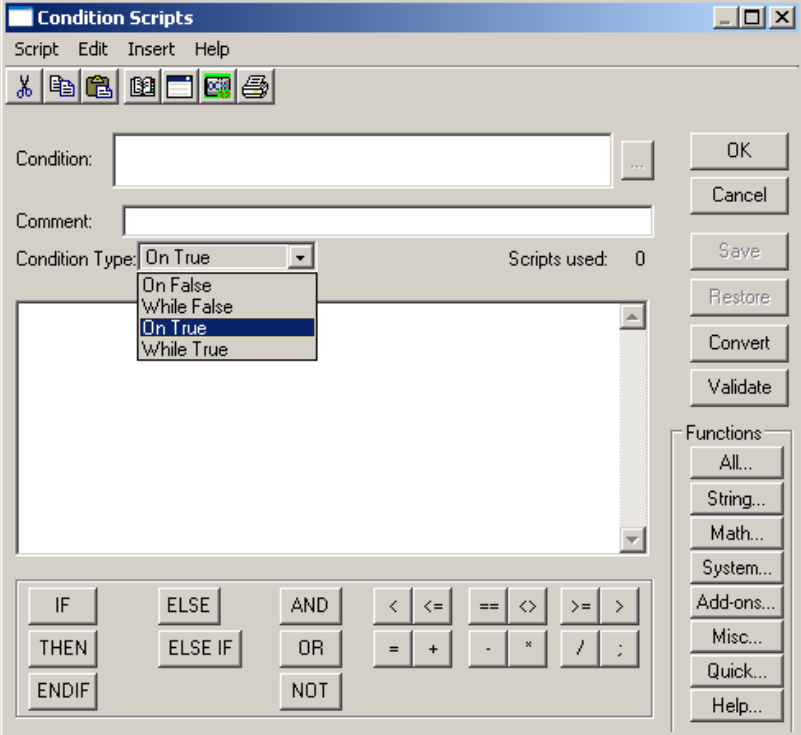 Condition Scripts
Script Edit Insert Help
Condition:
...
OK
Cancel
Comment:
Condition Type: On True
Scripts used: 0
Save
On False
While False
On True
While True
Restore
Convert
Validate
Functions
All...
String...
Math...
System...
Add-ons...
Misc...
Quick...
Help...
IF ELSE AND < <= == <> >= >
THEN ELSE IF OR = + - * / ;
ENDIF NOT